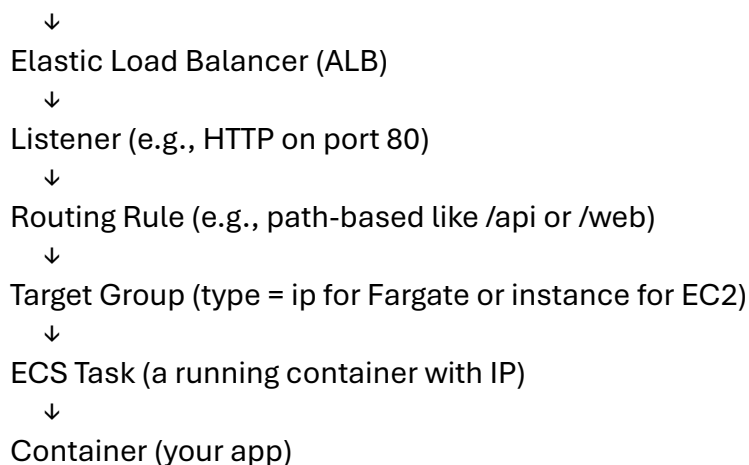 ↓
Elastic Load Balancer (ALB)
↓
Listener (e.g., HTTP on port 80)
↓
Routing Rule (e.g., path-based like /api or /web)
↓
Target Group (type = ip for Fargate or instance for EC2)
↓
ECS Task (a running container with IP)
↓
Container (your app)